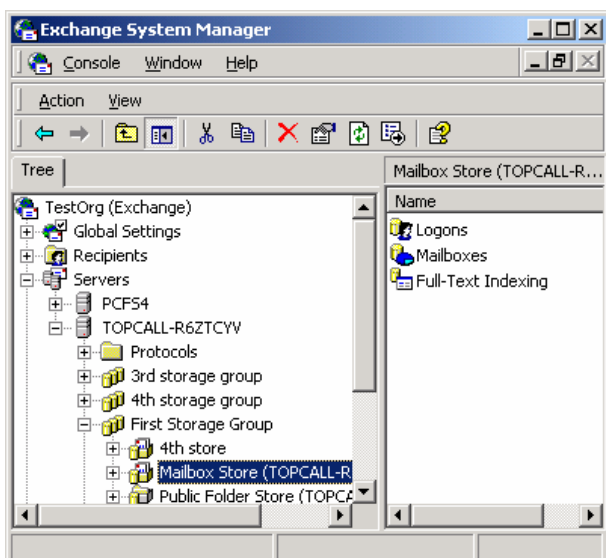 Exchange System Manager
Console Window Help
Action View
Tree
TestOrg (Exchange)
Global Settings
Recipients
Servers
PCFS4
TOPCALL-R6ZTCYV
Protocols
3rd storage group
4th storage group
First Storage Group
4th store
Mailbox Store (TOPCALL-R
Public Folder Store (TOPCA
Mailbox Store (TOPCALL-R...
Name
Logons
Mailboxes
Full-Text Indexing